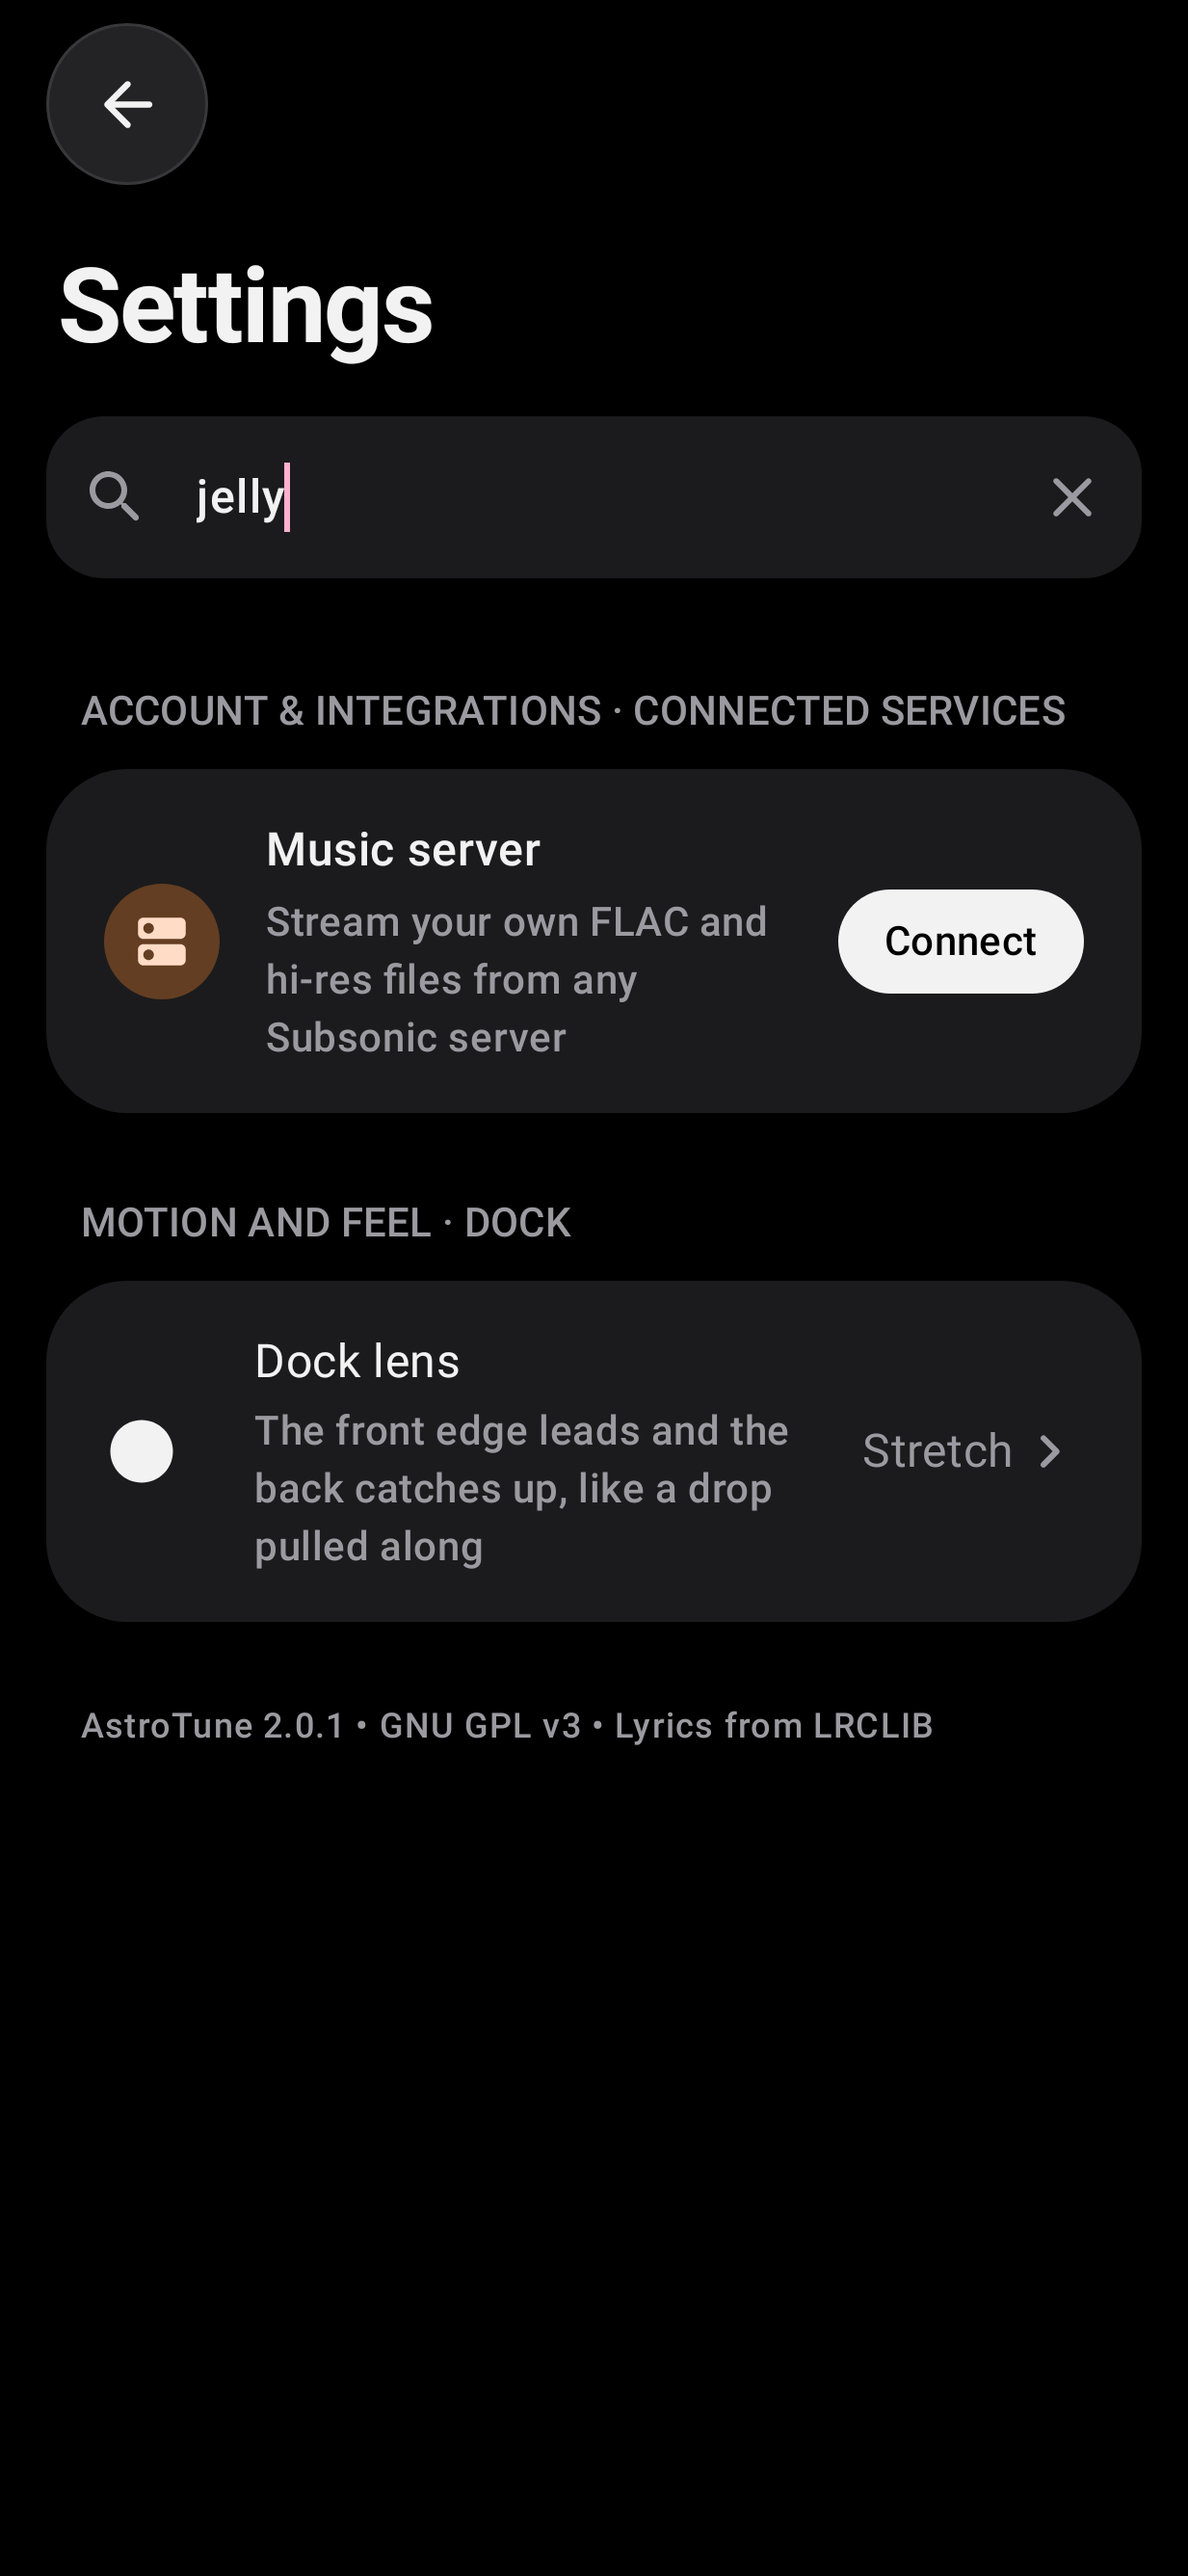 Settings
jelly
ACCOUNT & INTEGRATIONS · CONNECTED SERVICES
Music server
Stream your own FLAC and
hi-res files from any
Subsonic server
Connect
MOTION AND FEEL · DOCK
Dock lens
The front edge leads and the
back catches up, like a drop
pulled along
Stretch
AstroTune 2.0.1 • GNU GPL v3 • Lyrics from LRCLIB